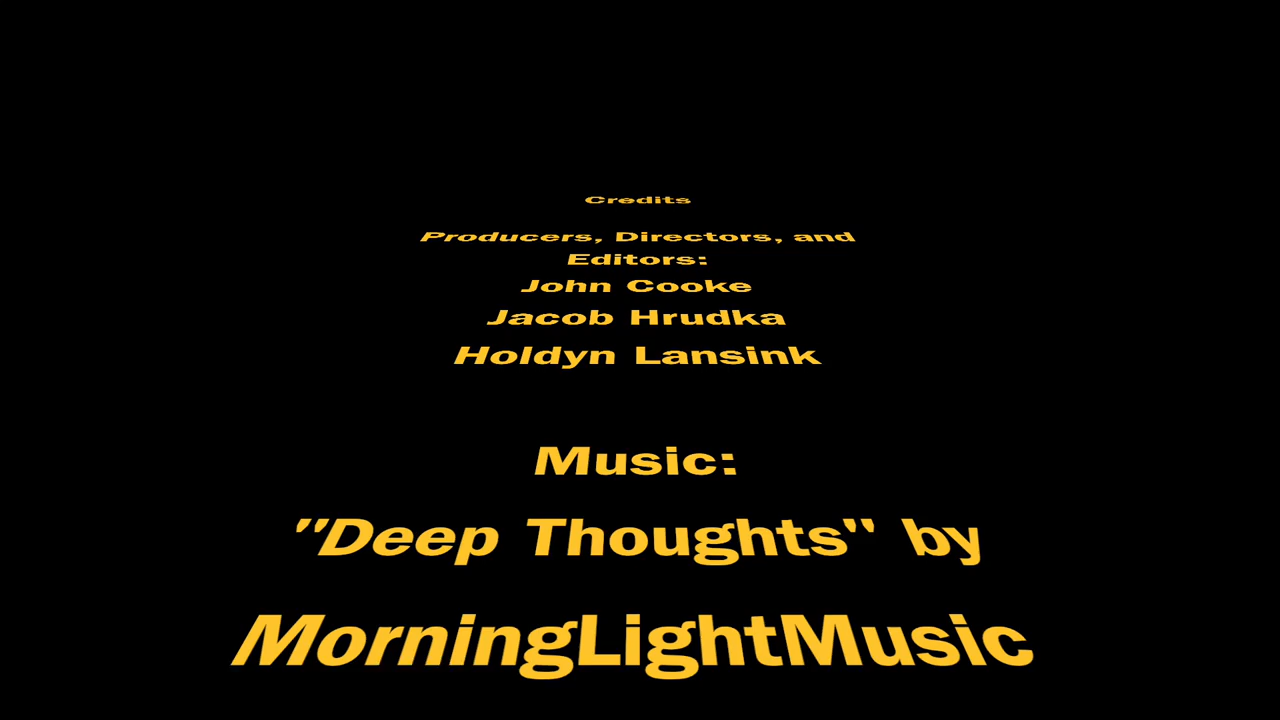 Credits
Producers, Directors, and
Editors:
John Cooke
Jacob Hrudka
Holdyn Lansink
Music:
"Deep Thoughts" by
MorningLightMusic